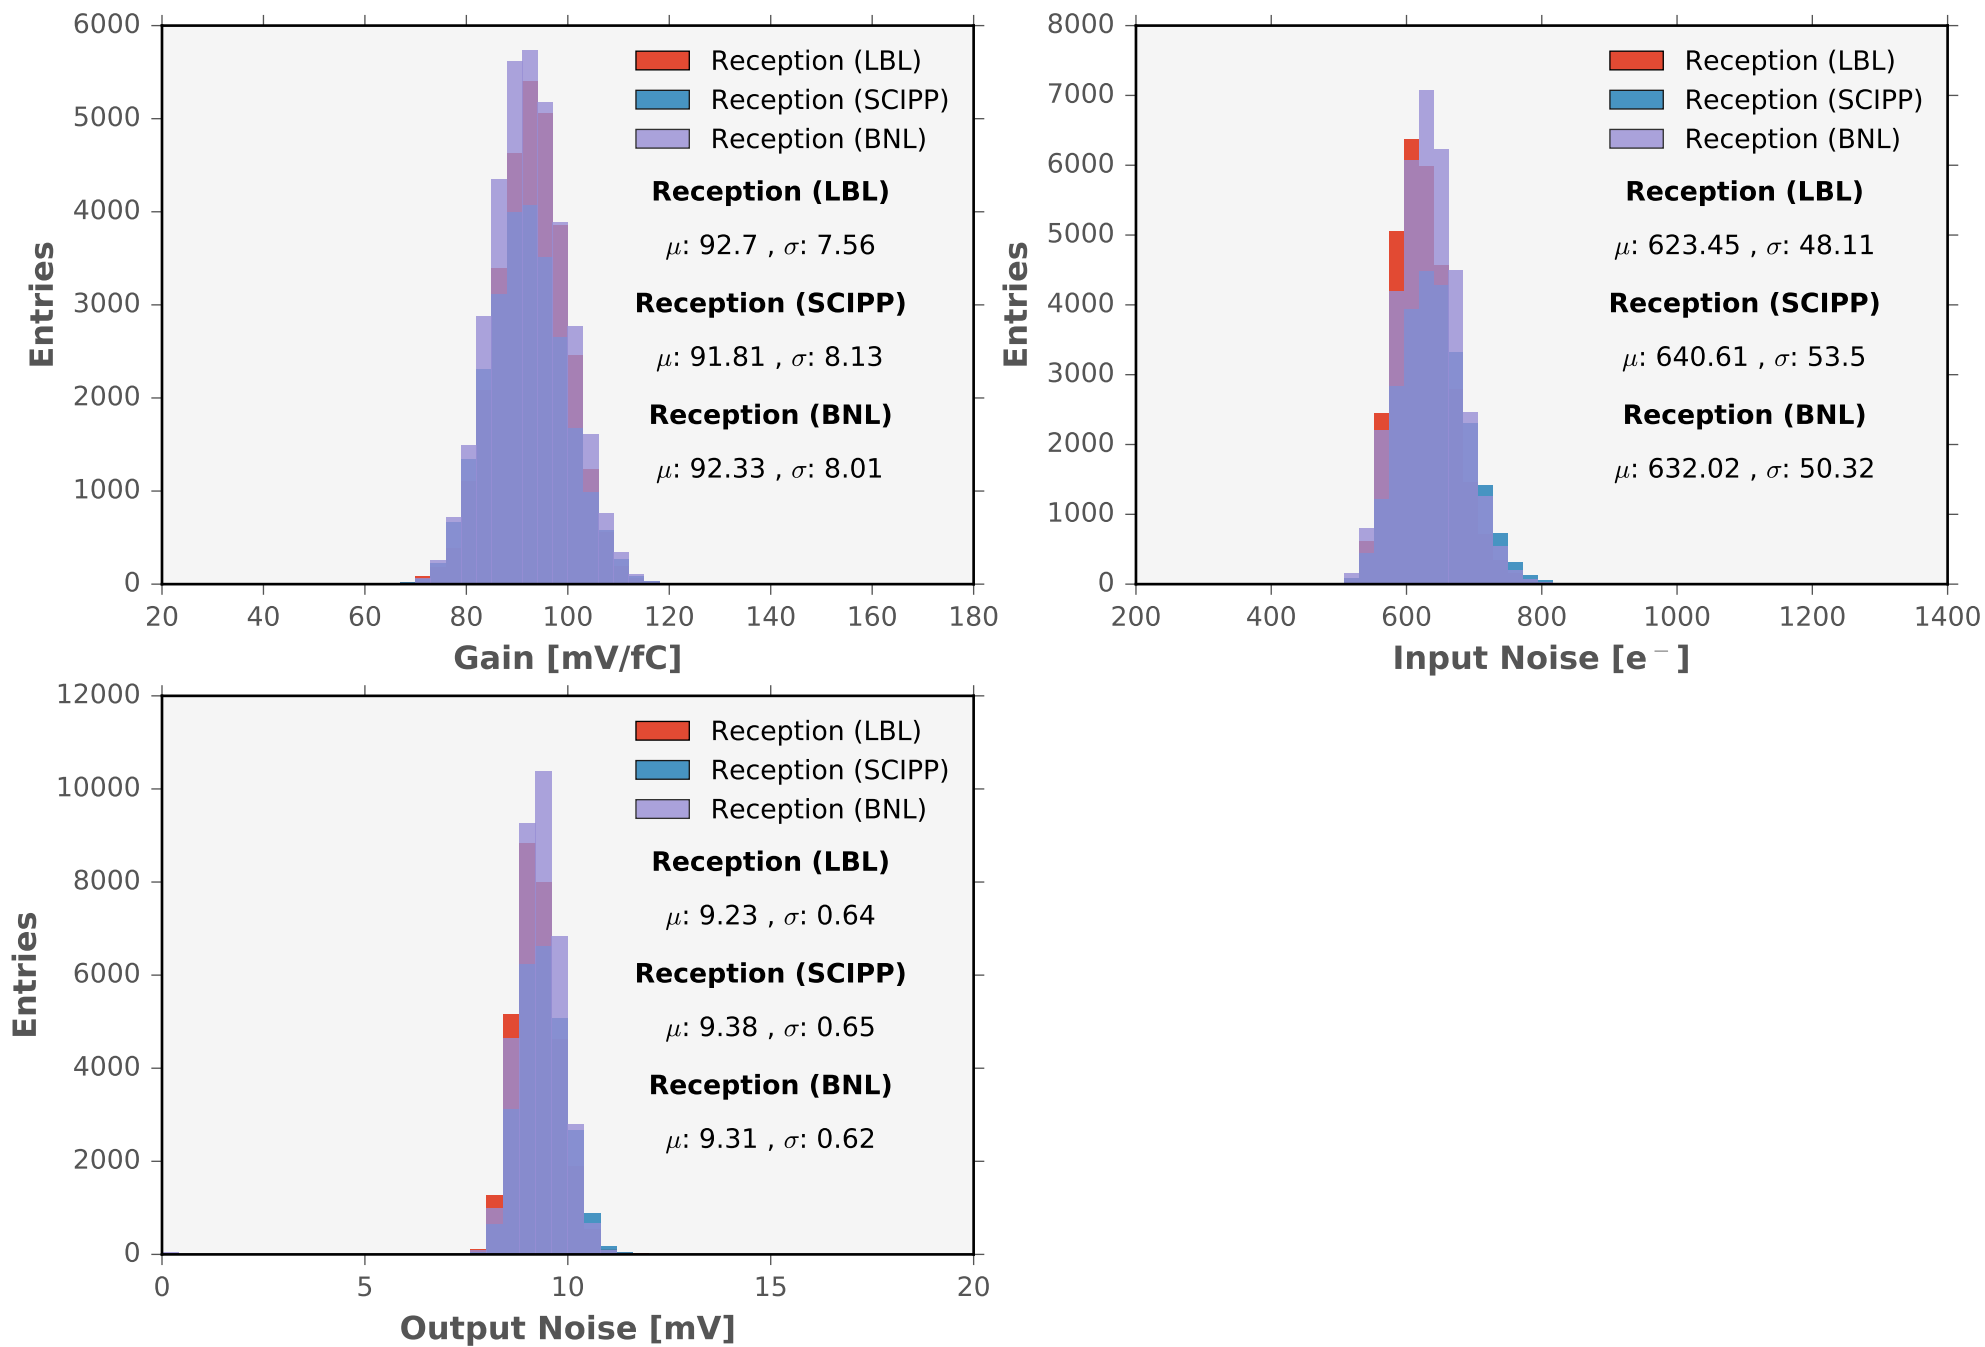 6000
5000
4000
3000
2000
1000
0
Entries
20 40 60 80 100 120 140 160 180
Gain [mV/fC]
Reception (LBL)
Reception (SCIPP)
Reception (BNL)
Reception (LBL)
μ: 92.7 , σ: 7.56
Reception (SCIPP)
μ: 91.81 , σ: 8.13
Reception (BNL)
μ: 92.33 , σ: 8.01
8000
7000
6000
5000
4000
3000
2000
1000
0
Entries
200 400 600 800 1000 1200 1400
Input Noise [e⁻]
Reception (LBL)
Reception (SCIPP)
Reception (BNL)
Reception (LBL)
μ: 623.45 , σ: 48.11
Reception (SCIPP)
μ: 640.61 , σ: 53.5
Reception (BNL)
μ: 632.02 , σ: 50.32
12000
10000
8000
6000
4000
2000
0
Entries
0 5 10 15 20
Output Noise [mV]
Reception (LBL)
Reception (SCIPP)
Reception (BNL)
Reception (LBL)
μ: 9.23 , σ: 0.64
Reception (SCIPP)
μ: 9.38 , σ: 0.65
Reception (BNL)
μ: 9.31 , σ: 0.62